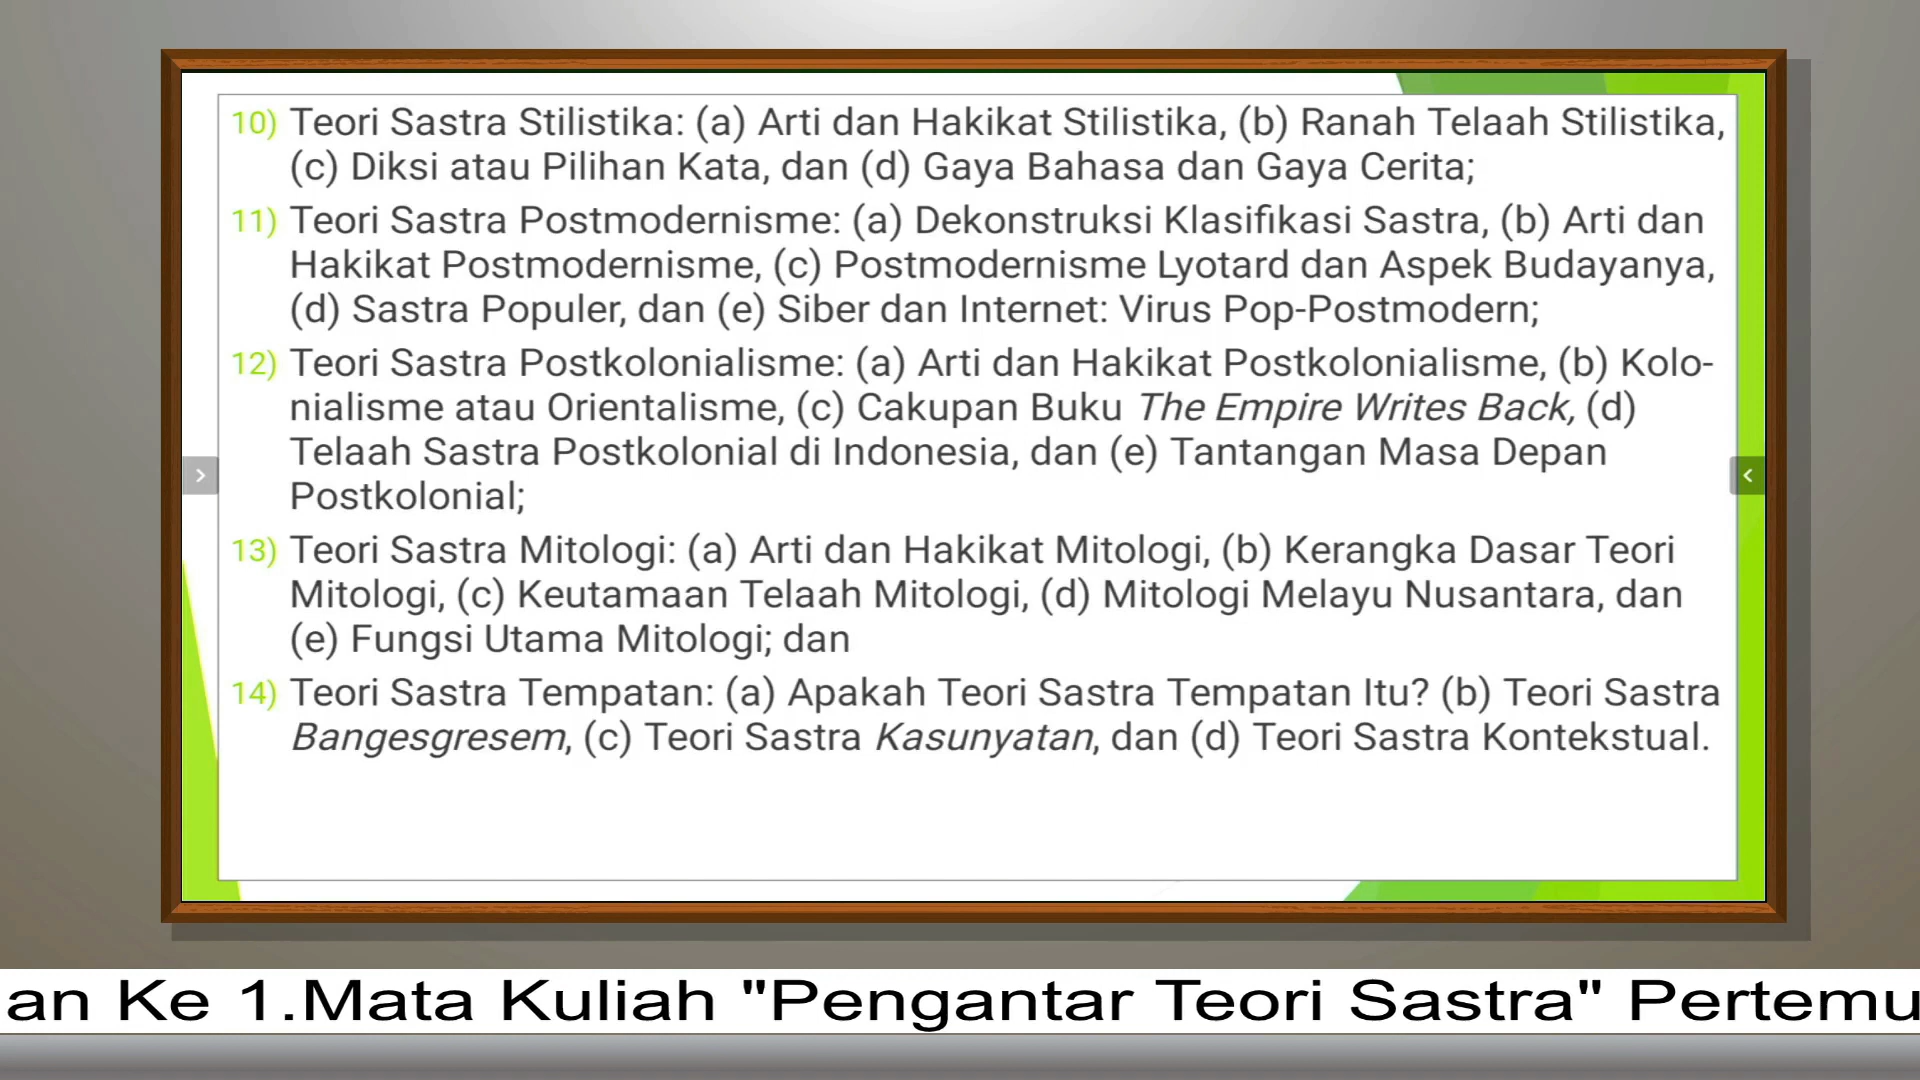 10) Teori Sastra Stilistika: (a) Arti dan Hakikat Stilistika, (b) Ranah Telaah Stilistika,
(c) Diksi atau Pilihan Kata, dan (d) Gaya Bahasa dan Gaya Cerita;
11) Teori Sastra Postmodernisme: (a) Dekonstruksi Klasifikasi Sastra, (b) Arti dan
Hakikat Postmodernisme, (c) Postmodernisme Lyotard dan Aspek Budayanya,
(d) Sastra Populer, dan (e) Siber dan Internet: Virus Pop-Postmodern;
12) Teori Sastra Postkolonialisme: (a) Arti dan Hakikat Postkolonialisme, (b) Kolo-
nialisme atau Orientalisme, (c) Cakupan Buku The Empire Writes Back, (d)
Telaah Sastra Postkolonial di Indonesia, dan (e) Tantangan Masa Depan
Postkolonial;
13) Teori Sastra Mitologi: (a) Arti dan Hakikat Mitologi, (b) Kerangka Dasar Teori
Mitologi, (c) Keutamaan Telaah Mitologi, (d) Mitologi Melayu Nusantara, dan
(e) Fungsi Utama Mitologi; dan
14) Teori Sastra Tempatan: (a) Apakah Teori Sastra Tempatan Itu? (b) Teori Sastra
Bangesgresem, (c) Teori Sastra Kasunyatan, dan (d) Teori Sastra Kontekstual.
an Ke 1.Mata Kuliah "Pengantar Teori Sastra" Pertemu